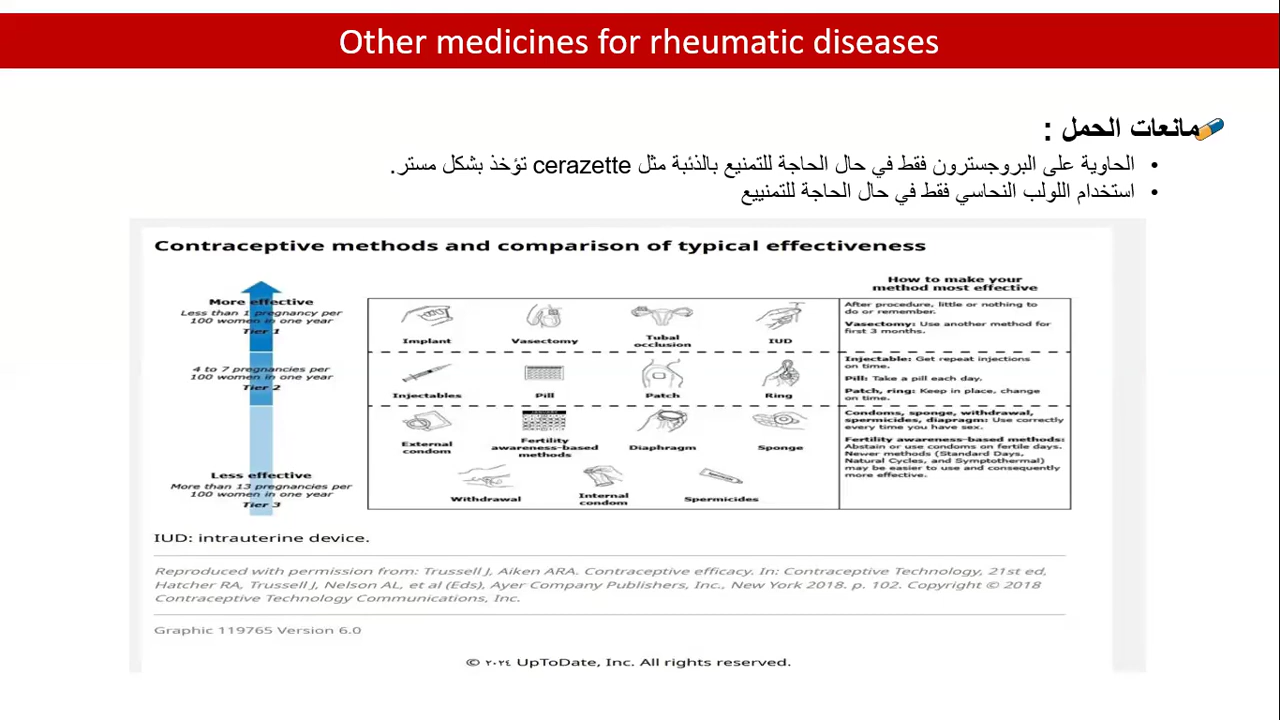 Other medicines for rheumatic diseases
مانعات الحمل :
• الحاوية على البروجسترون فقط في حال الحاجة للتمنيع بالذئبة مثل cerazette تؤخذ بشكل مستر.
• استخدام اللولب النحاسي فقط في حال الحاجة للتمنييع
Contraceptive methods and comparison of typical effectiveness
How to make your
method most effective
More effective
Less than 1 pregnancy per
100 women in one year
Tier 1
Implant
Vasectomy
Tubal
occlusion
IUD
After procedure, little or nothing to
do or remember.
Vasectomy: Use another method for
first 3 months.
4 to 7 pregnancies per
100 women in one year
Tier 2
Injectables
Pill
Patch
Ring
Injectable: Get repeat injections
on time.
Pill: Take a pill each day.
Patch, ring: Keep in place, change
on time.
External
condom
Fertility
awareness-based
methods
Diaphragm
Sponge
Condoms, sponge, withdrawal,
spermicides, diapragm: Use correctly
every time you have sex.
Fertility awareness-based methods:
Abstain or use condoms on fertile days.
Newer methods (Standard Days,
Natural Cycles, and Symptothermal)
may be easier to use and consequently
more effective.
Less effective
More than 13 pregnancies per
100 women in one year
Tier 3
Withdrawal
Internal
condom
Spermicides
IUD: intrauterine device.
Reproduced with permission from: Trussell J, Aiken ARA. Contraceptive efficacy. In: Contraceptive Technology, 21st ed,
Hatcher RA, Trussell J, Nelson AL, et al (Eds), Ayer Company Publishers, Inc., New York 2018. p. 102. Copyright © 2018
Contraceptive Technology Communications, Inc.
Graphic 119765 Version 6.0
© ٢٠٢٤ UpToDate, Inc. All rights reserved.